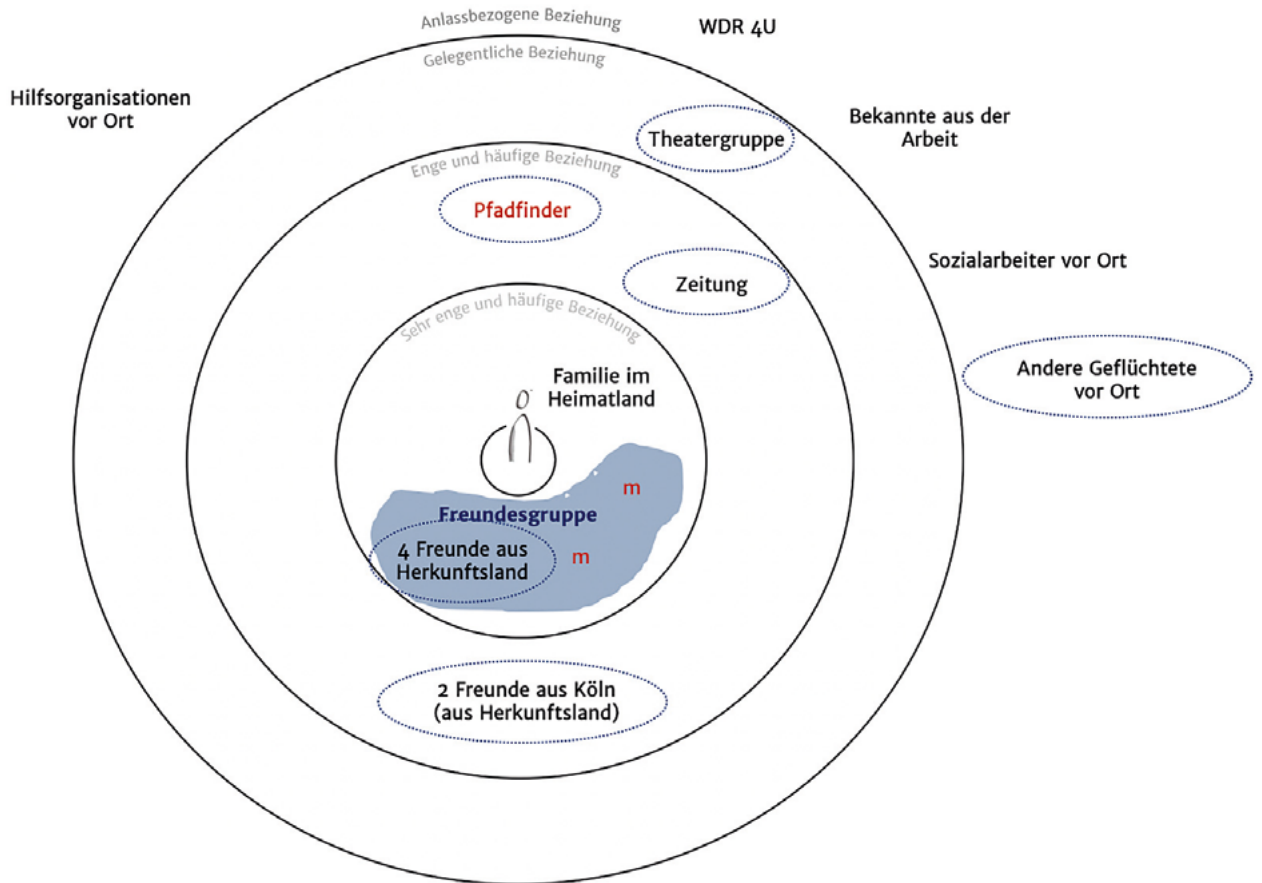 Anlassbezogene Beziehung
WDR 4U
Gelegentliche Beziehung
Hilfsorganisationen
vor Ort
Theatergruppe
Bekannte aus der
Arbeit
Enge und häufige Beziehung
Pfadfinder
Sozialarbeiter vor Ort
Zeitung
Sehr enge und häufige Beziehung
Andere Geflüchtete
vor Ort
Familie im
Heimatland
m
Freundesgruppe
4 Freunde aus
Herkunftsland
m
2 Freunde aus Köln
(aus Herkunftsland)